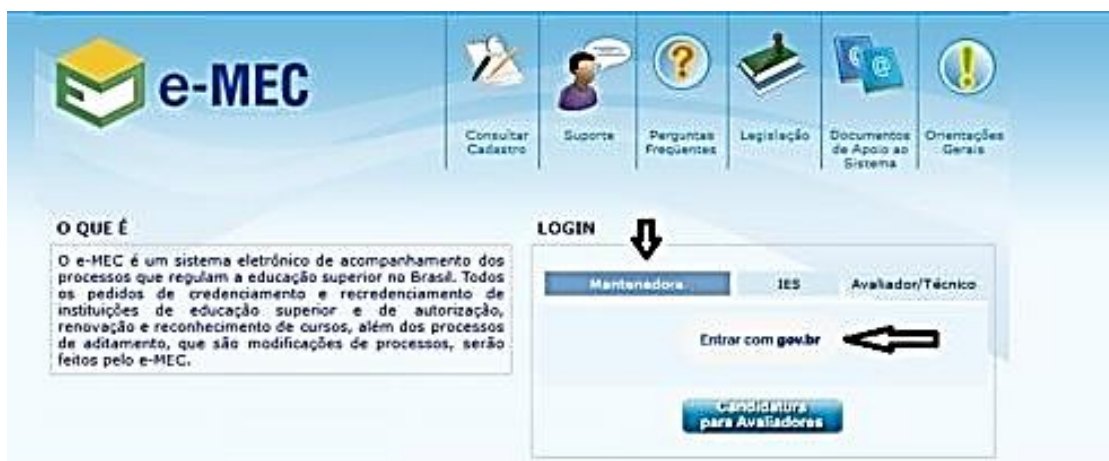 e-MEC
Consultar
Cadastro
Suporte
Perguntas
Freqüentes
Legislação
Documentos
de Apoio ao
Sistema
Orientações
Gerais
O QUE É
O e-MEC é um sistema eletrônico de acompanhamento dos
processos que regulam a educação superior no Brasil. Todos
os pedidos de credenciamento e recredenciamento de
instituições de educação superior e de autorização,
renovação e reconhecimento de cursos, além dos processos
de aditamento, que são modificações de processos, serão
feitos pelo e-MEC.
LOGIN
Mantenedora
IES
Avaliador/Técnico
Entrar com gov.br
Candidatura
para Avaliadores